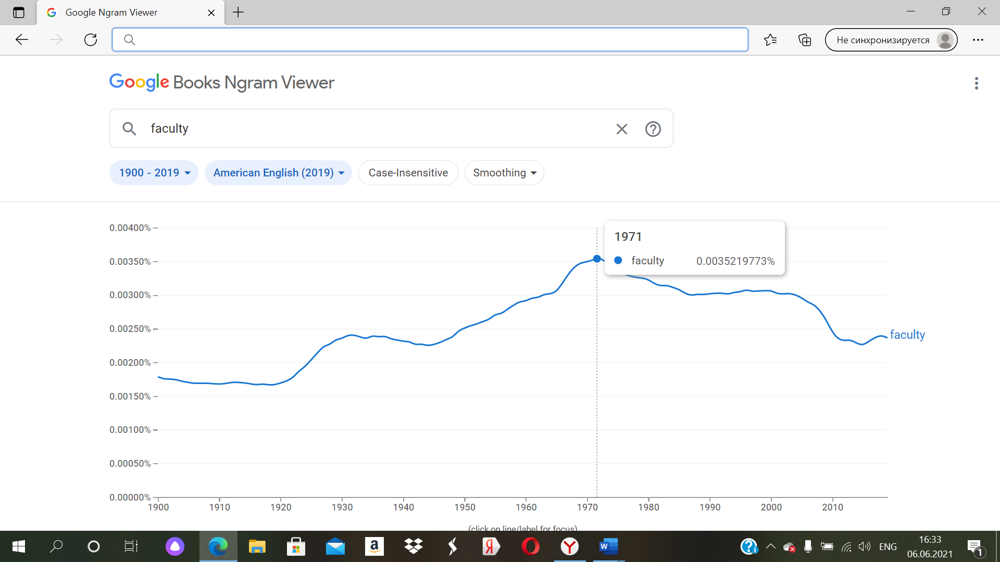 Google Ngram Viewer
Не синхронизируется
Google Books Ngram Viewer
faculty
1900 - 2019
American English (2019)
Case-Insensitive
Smoothing
0.00400%
1971
faculty 0.0035219773%
0.00350%
0.00300%
0.00250%
faculty
0.00200%
0.00150%
0.00100%
0.00050%
0.00000%
1900 1910 1920 1930 1940 1950 1960 1970 1980 1990 2000 2010
(click on line/label for focus)
ENG
16:33
06.06.2021
1